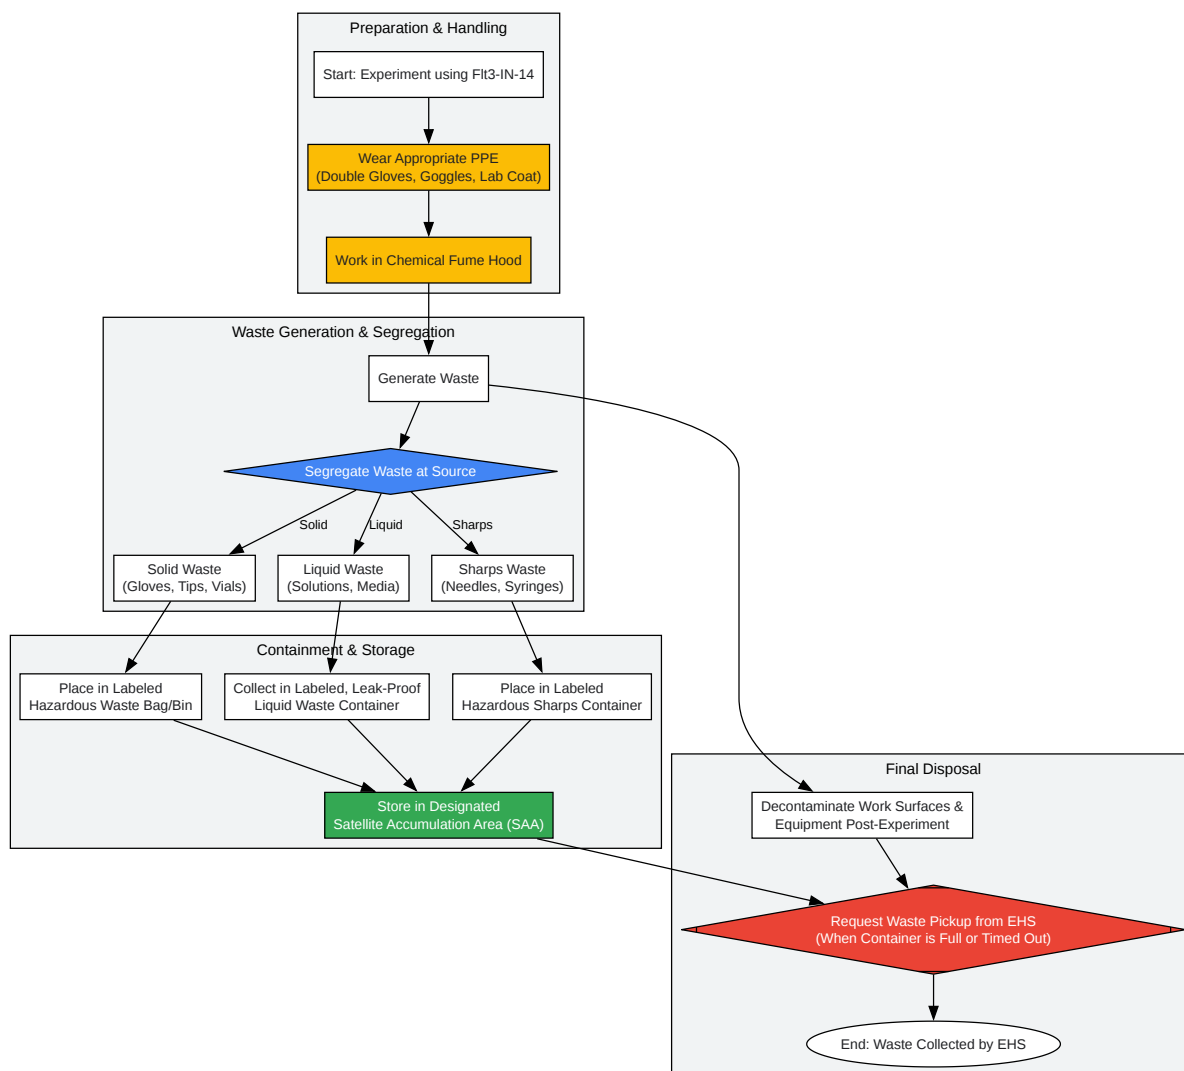 Preparation & Handling
Start: Experiment using Flt3-IN-14
Wear Appropriate PPE
(Double Gloves, Goggles, Lab Coat)
Work in Chemical Fume Hood
Waste Generation & Segregation
Generate Waste
Segregate Waste at Source
Solid
Liquid
Sharps
Solid Waste
(Gloves, Tips, Vials)
Liquid Waste
(Solutions, Media)
Sharps Waste
(Needles, Syringes)
Containment & Storage
Place in Labeled
Hazardous Waste Bag/Bin
Collect in Labeled, Leak-Proof
Liquid Waste Container
Place in Labeled
Hazardous Sharps Container
Store in Designated
Satellite Accumulation Area (SAA)
Final Disposal
Decontaminate Work Surfaces &
Equipment Post-Experiment
Request Waste Pickup from EHS
(When Container is Full or Timed Out)
End: Waste Collected by EHS